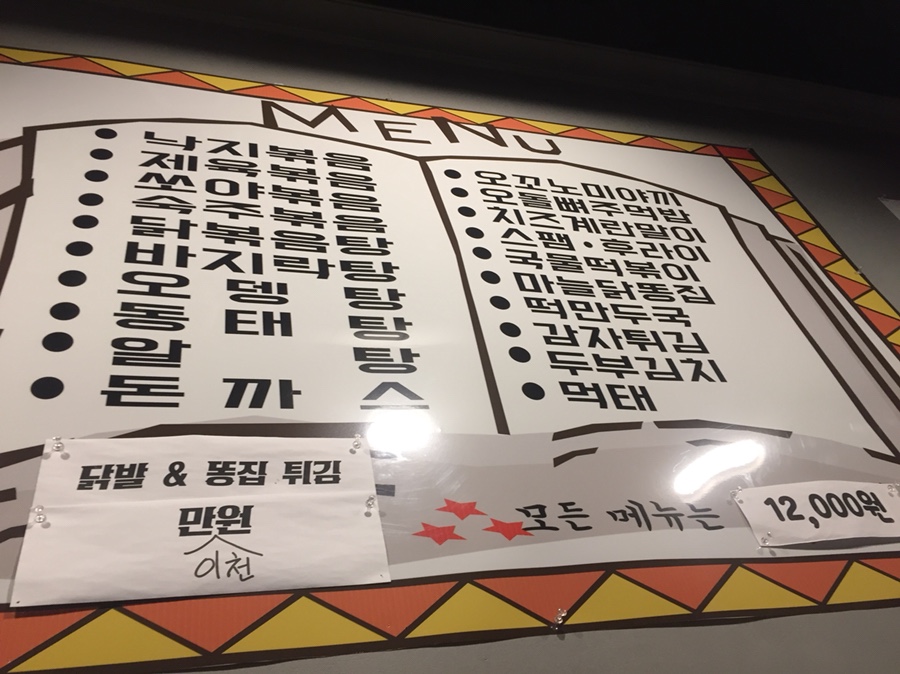 MENU
● 낙지볶음
● 제육볶음
● 쏘야볶음
● 숙주볶음
● 닭볶음탕
● 바지락탕
● 오뎅탕
● 동태탕
● 알탕
● 돈까스
● 오꼬노미야끼
● 오돌뼈주먹밥
● 치즈계란말이
● 스팸·후라이
● 국물떡볶이
● 마늘닭똥집
● 떡만두국
● 감자튀김
● 두부김치
● 먹태
닭발 & 똥집 튀김
만원
이천
모든 메뉴는 12,000원